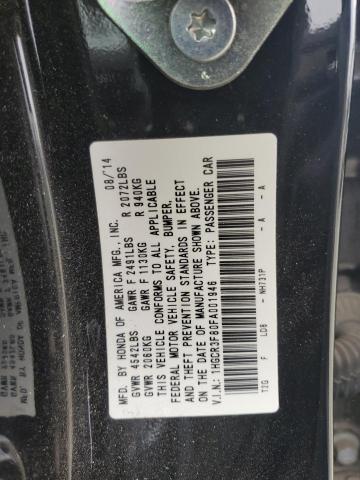 MFD. BY HONDA OF AMERICA MFG., INC. 08/14
GVWR 4542LBS GAWR F 2491LBS R 2072LBS
GVWR 2060KG GAWR F 1130KG R 940KG
THIS VEHICLE CONFORMS TO ALL APPLICABLE
FEDERAL MOTOR VEHICLE SAFETY, BUMPER,
AND THEFT PREVENTION STANDARDS IN EFFECT
ON THE DATE OF MANUFACTURE SHOWN ABOVE.
V.I.N.: 1HGCR3F80FA001946 TYPE: PASSENGER CAR
T2G F LD8 - NH731P A - A - A